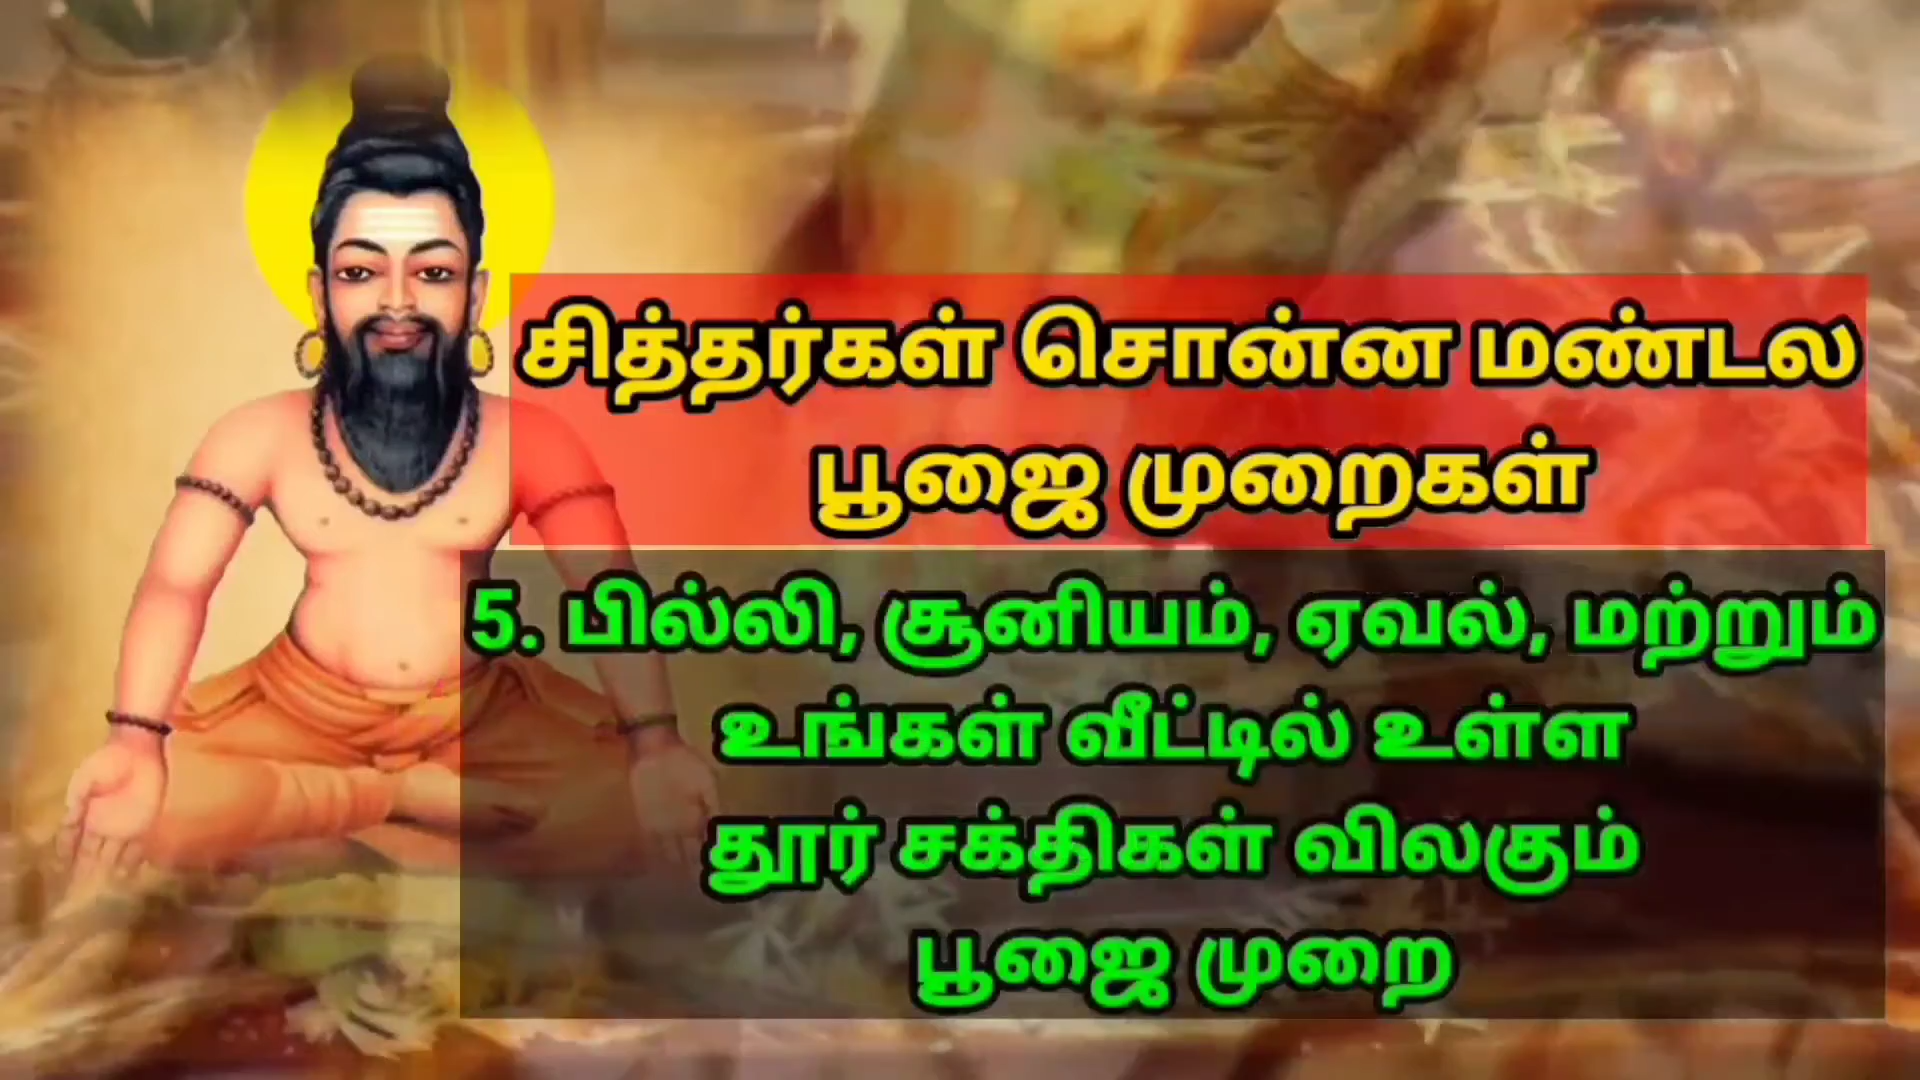 சித்தர்கள் சொன்ன மண்டல
பூஜை முறைகள்
5. பில்லி, சூனியம், ஏவல், மற்றும்
உங்கள் வீட்டில் உள்ள
தூர் சக்திகள் விலகும்
பூஜை முறை